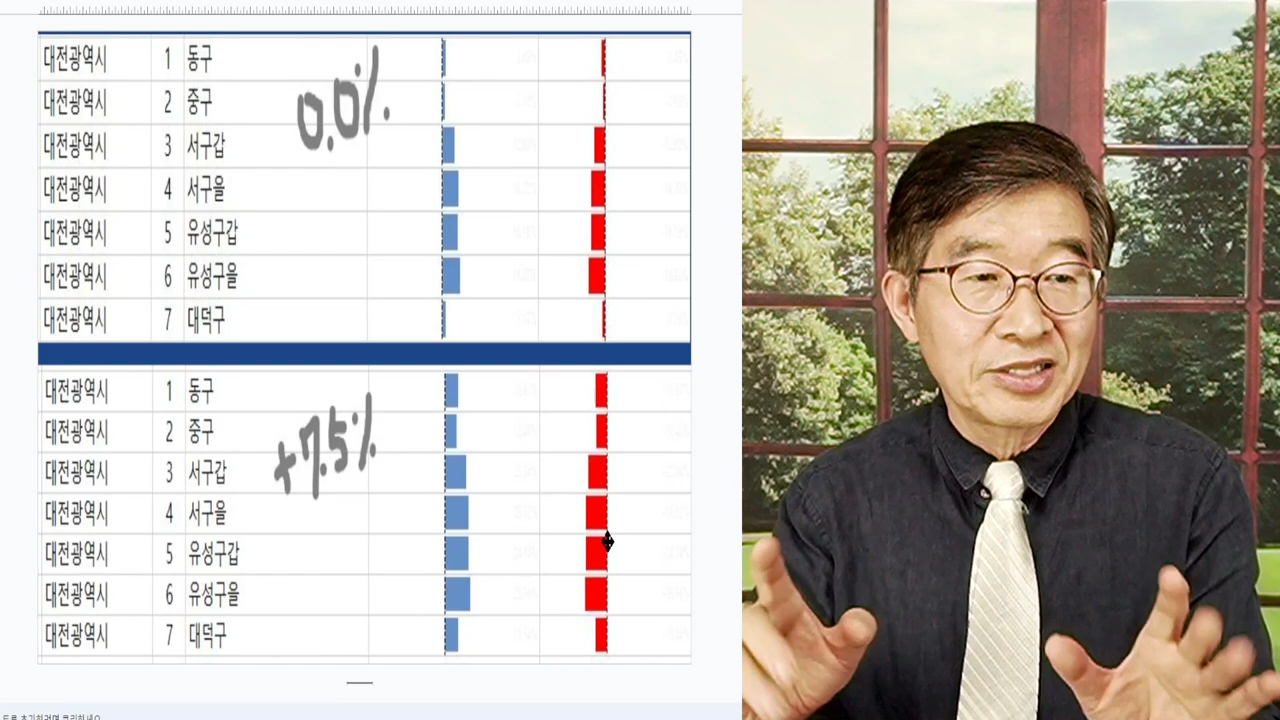 대전광역시 1 동구
대전광역시 2 중구
0.0%
대전광역시 3 서구갑
대전광역시 4 서구을
대전광역시 5 유성구갑
대전광역시 6 유성구을
대전광역시 7 대덕구
대전광역시 1 동구
대전광역시 2 중구
+7.5%
대전광역시 3 서구갑
대전광역시 4 서구을
대전광역시 5 유성구갑
대전광역시 6 유성구을
대전광역시 7 대덕구